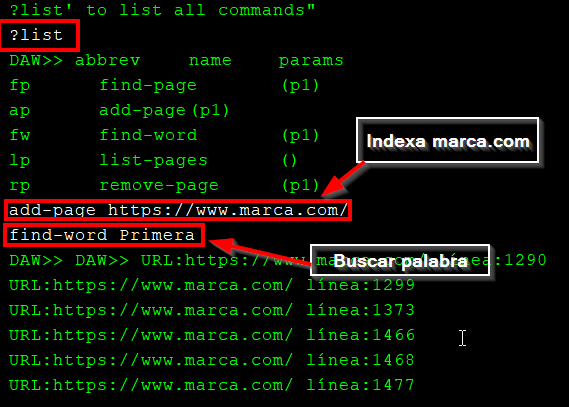 ?list' to list all commands"
?list
DAW>> abbrev name params
fp find-page (p1)
ap add-page (p1)
fw find-word (p1)
lp list-pages ()
rp remove-page (p1)
Indexa marca.com
add-page https://www.marca.com/
find-word Primera
Buscar palabra
DAW>> DAW>> URL:https://www.ma línea:1290
URL:https://www.marca.com/ línea:1299
URL:https://www.marca.com/ línea:1373
URL:https://www.marca.com/ línea:1466
URL:https://www.marca.com/ línea:1468
URL:https://www.marca.com/ línea:1477